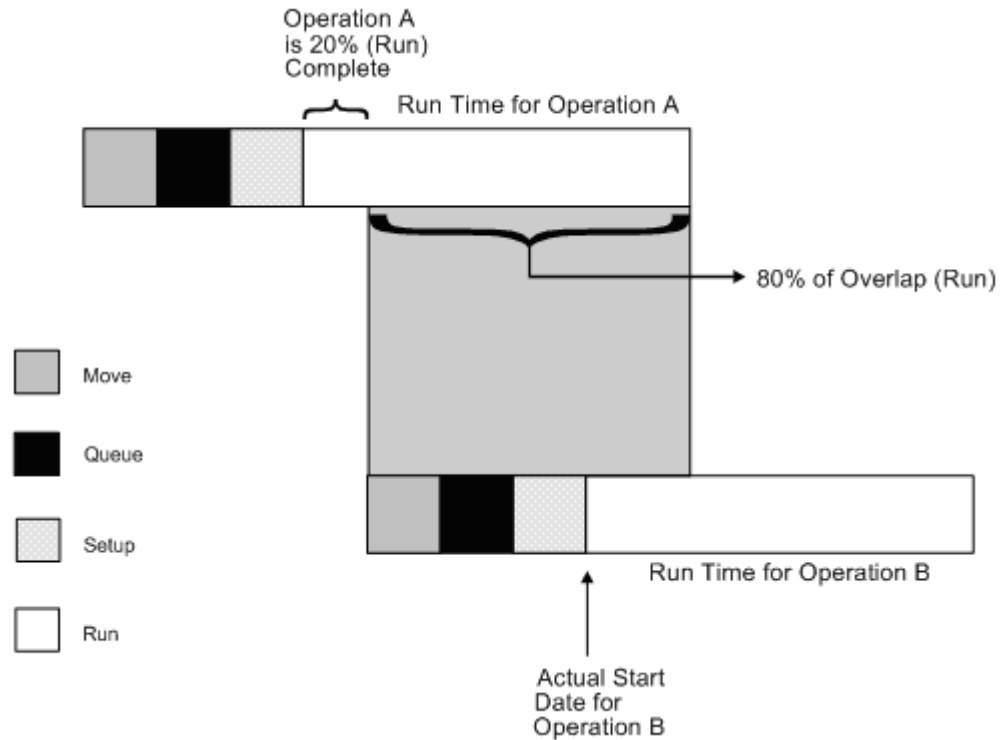 Operation A
is 20% (Run)
Complete
Run Time for Operation A
80% of Overlap (Run)
Move
Queue
Setup
Run
Run Time for Operation B
Actual Start
Date for
Operation B